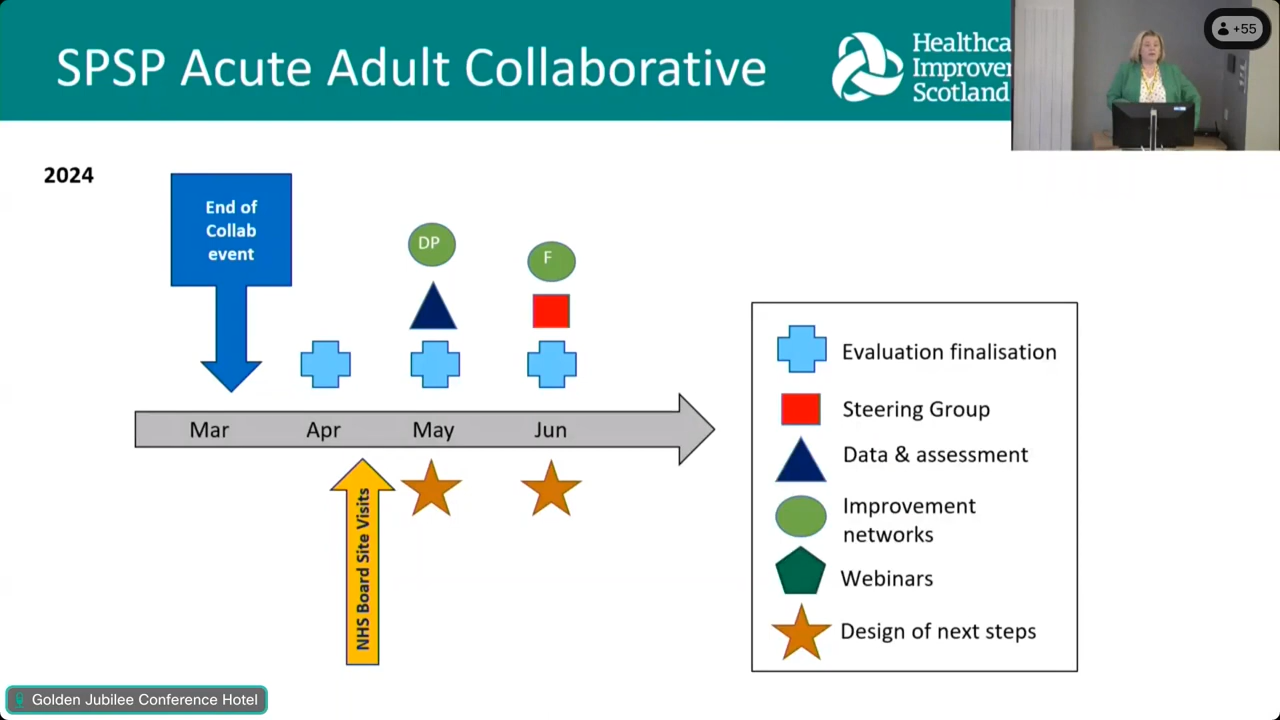 SPSP Acute Adult Collaborative
Healthca
Improver
Scotland
+55
2024
End of
Collab
event
DP
F
Mar Apr May Jun
NHS Board Site Visits
Evaluation finalisation
Steering Group
Data & assessment
Improvement
networks
Webinars
Design of next steps
Golden Jubilee Conference Hotel